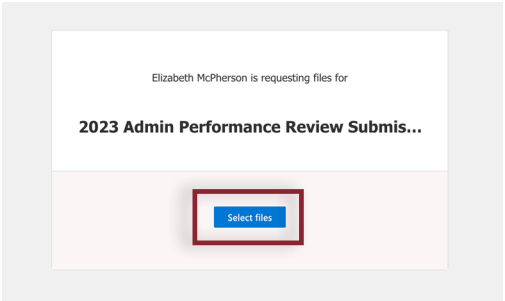 Elizabeth McPherson is requesting files for
2023 Admin Performance Review Submis...
Select files